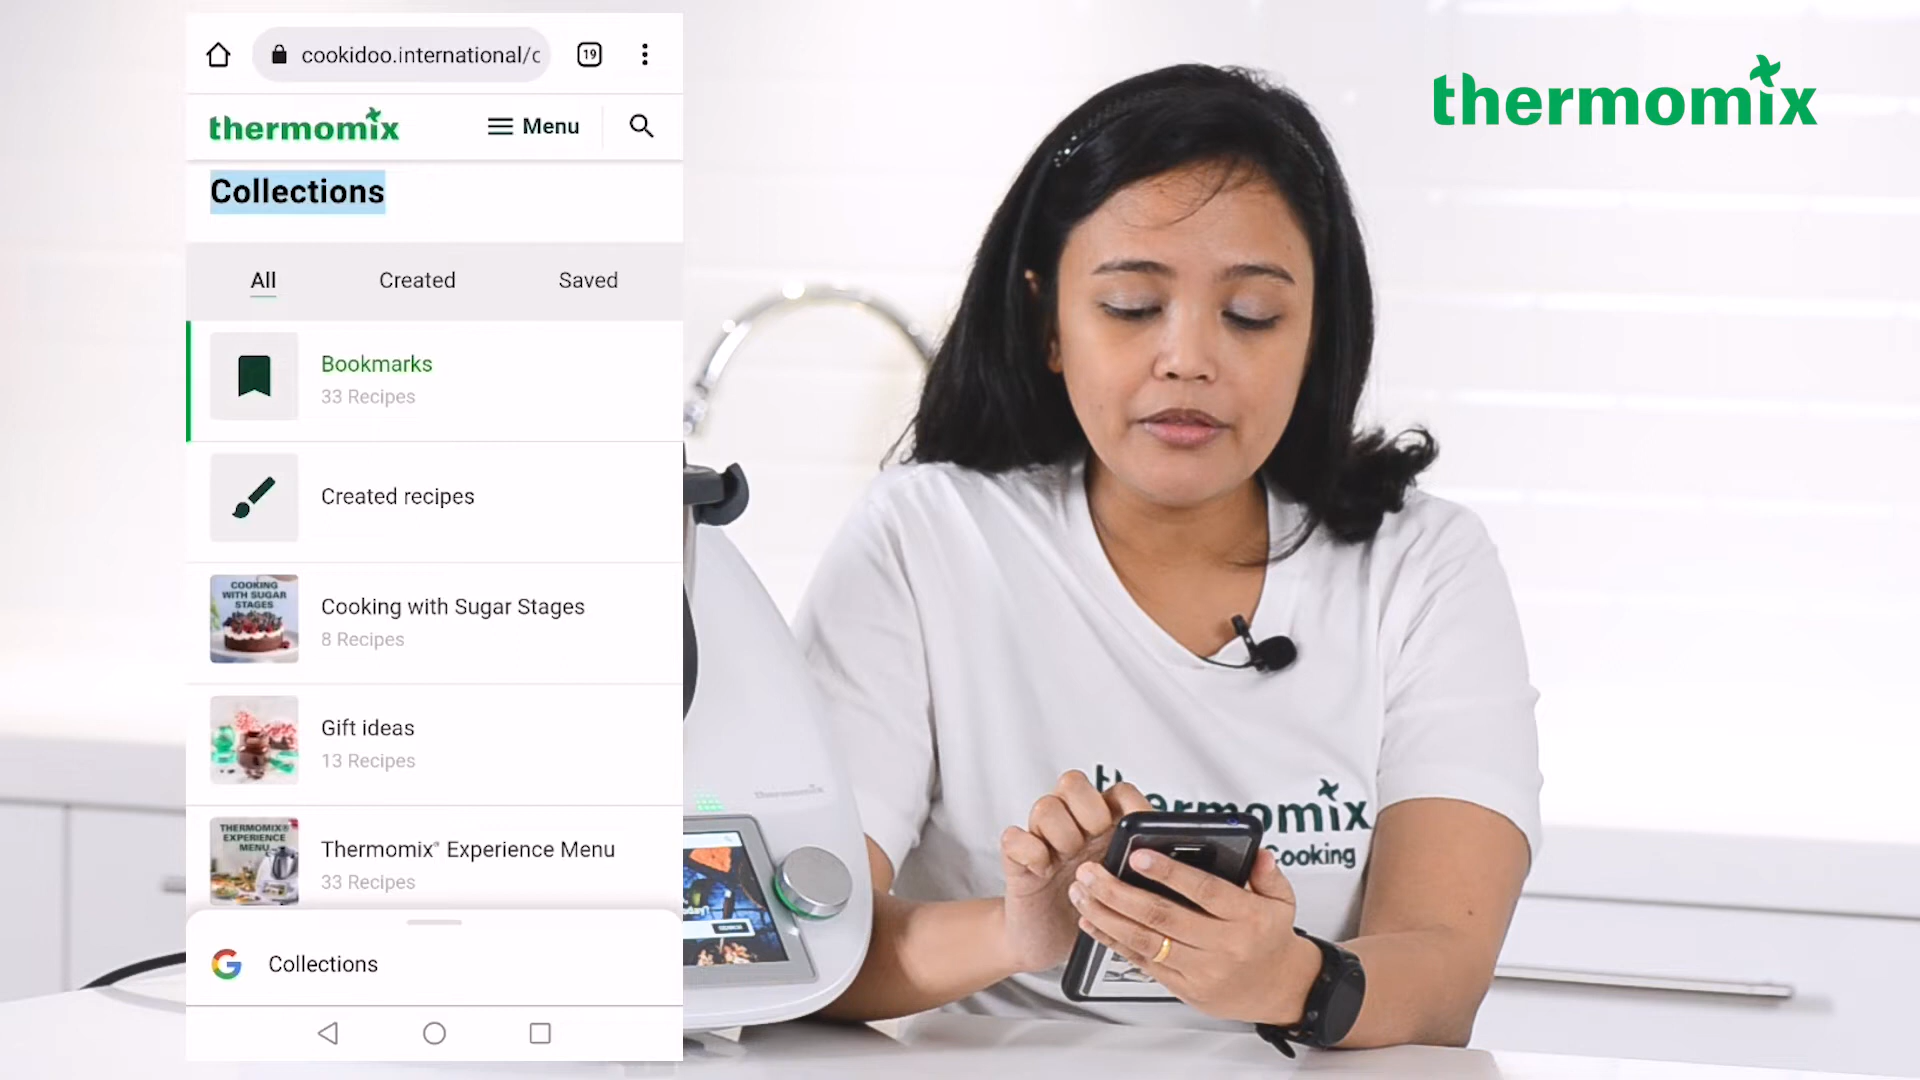 cookidoo.international/c
19
thermomix
Menu
Collections
All
Created
Saved
Bookmarks
33 Recipes
Created recipes
COOKING
WITH SUGAR
STAGES
Cooking with Sugar Stages
8 Recipes
Gift ideas
13 Recipes
THERMOMIX®
EXPERIENCE
MENU
Thermomix® Experience Menu
33 Recipes
G Collections
thermomix
thermomix
thermomix
Cooking